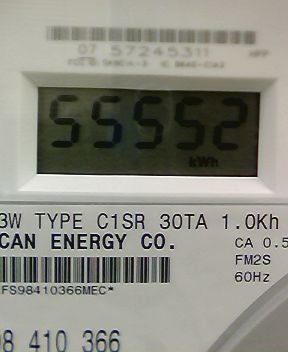 07 57245311
55552
kWh
3W TYPE C1SR 30TA 1.0Kh
CAN ENERGY CO.
CA 0.5
FM2S
60Hz
FS98410366MEC*
98 410 366